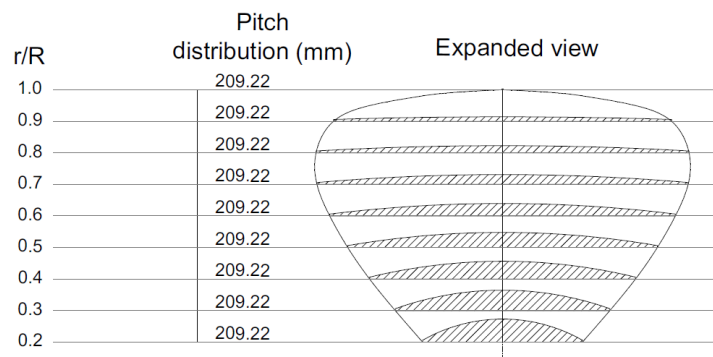 Pitch
distribution (mm)
Expanded view
r/R
1.0 209.22
0.9 209.22
0.8 209.22
0.7 209.22
0.6 209.22
0.5 209.22
0.4 209.22
0.3 209.22
0.2 209.22